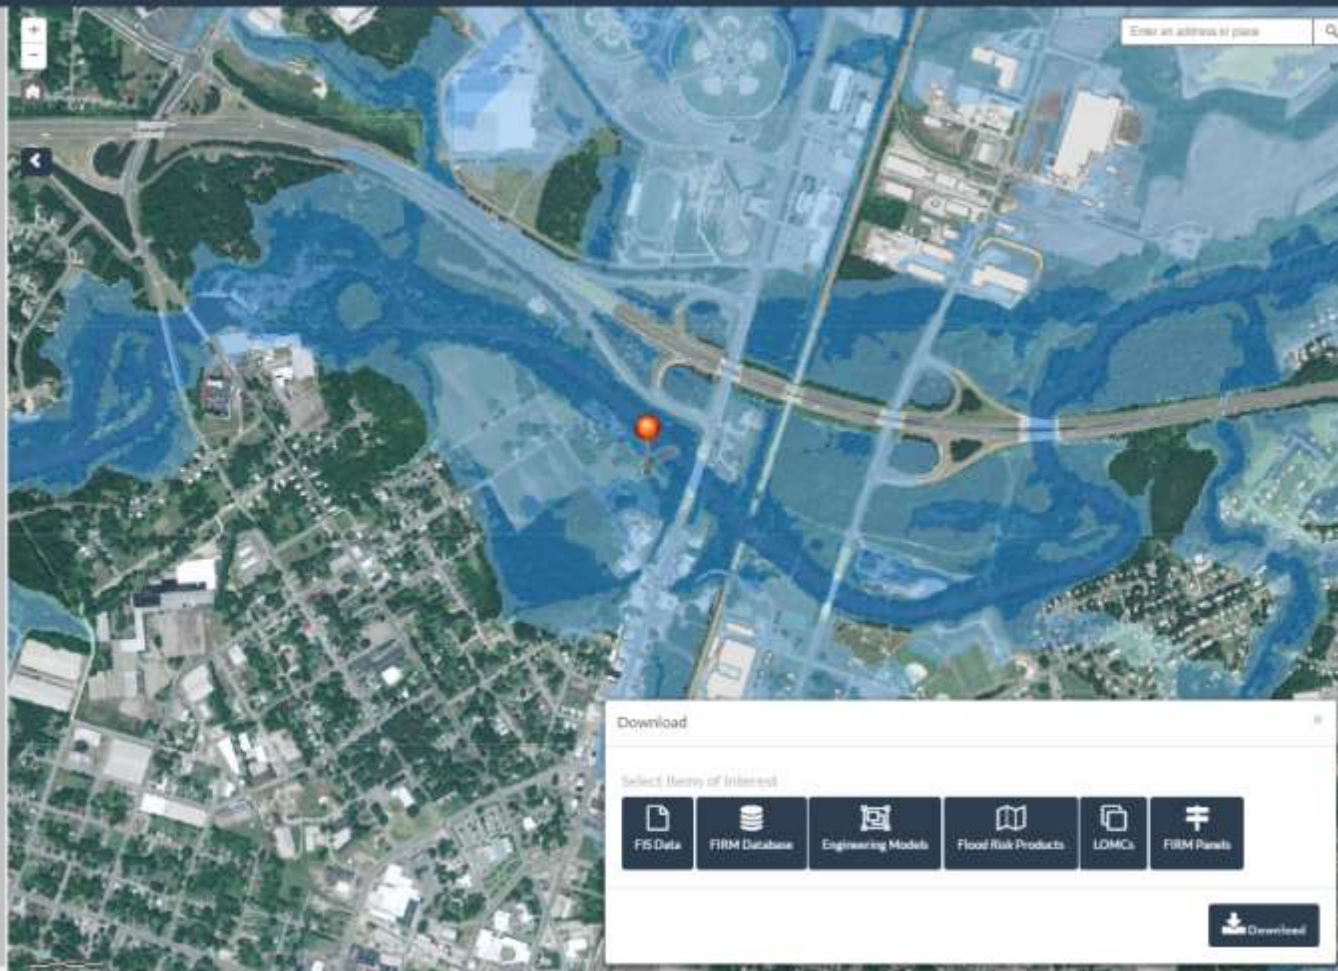 +
Enter an address or place
−
Download
×
Select Items of Interest
FIS Data
FIRM Database
Engineering Models
Flood Risk Products
LOMCs
FIRM Panels
Download